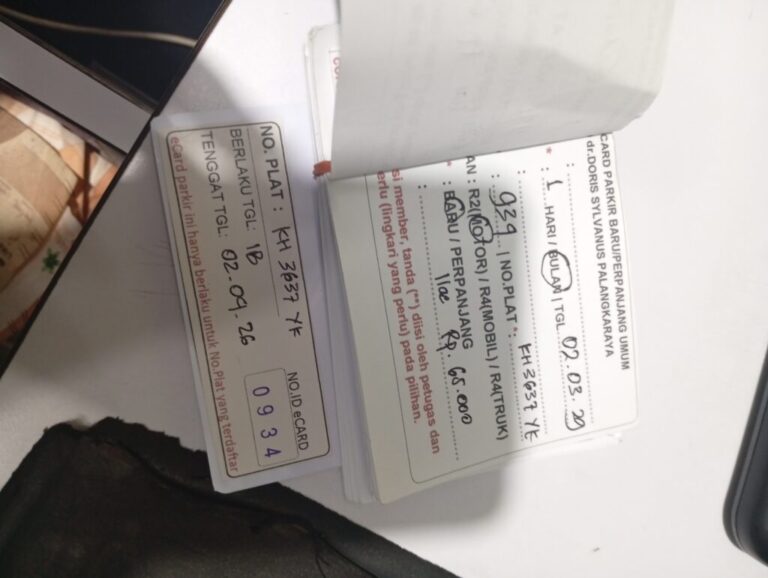 NO. PLAT : KH 3637 YK
BERLAKU TGL: 1B
TENGGAT TGL: 02.09.26
NO.ID eCARD
0934
eCard parkir ini hanya berlaku untuk No.Plat yang terdaftar
CARD PARKIR BARU/PERPANJANG UMUM
dr.DORIS SYLVANUS PALANGKARAYA
* : 1 HARI / BULAN | TGL 02.03.
: 934 | NO.PLAT *: KH 3637 YK
AN : R2(MOTOR) / R4(MOBIL) / R4(TRUK)
* : BARU / PERPANJANG
: Rp. 65.000
si member, tanda (**) diisi oleh petugas dan
erlu (lingkari yang perlu) pada pilihan.